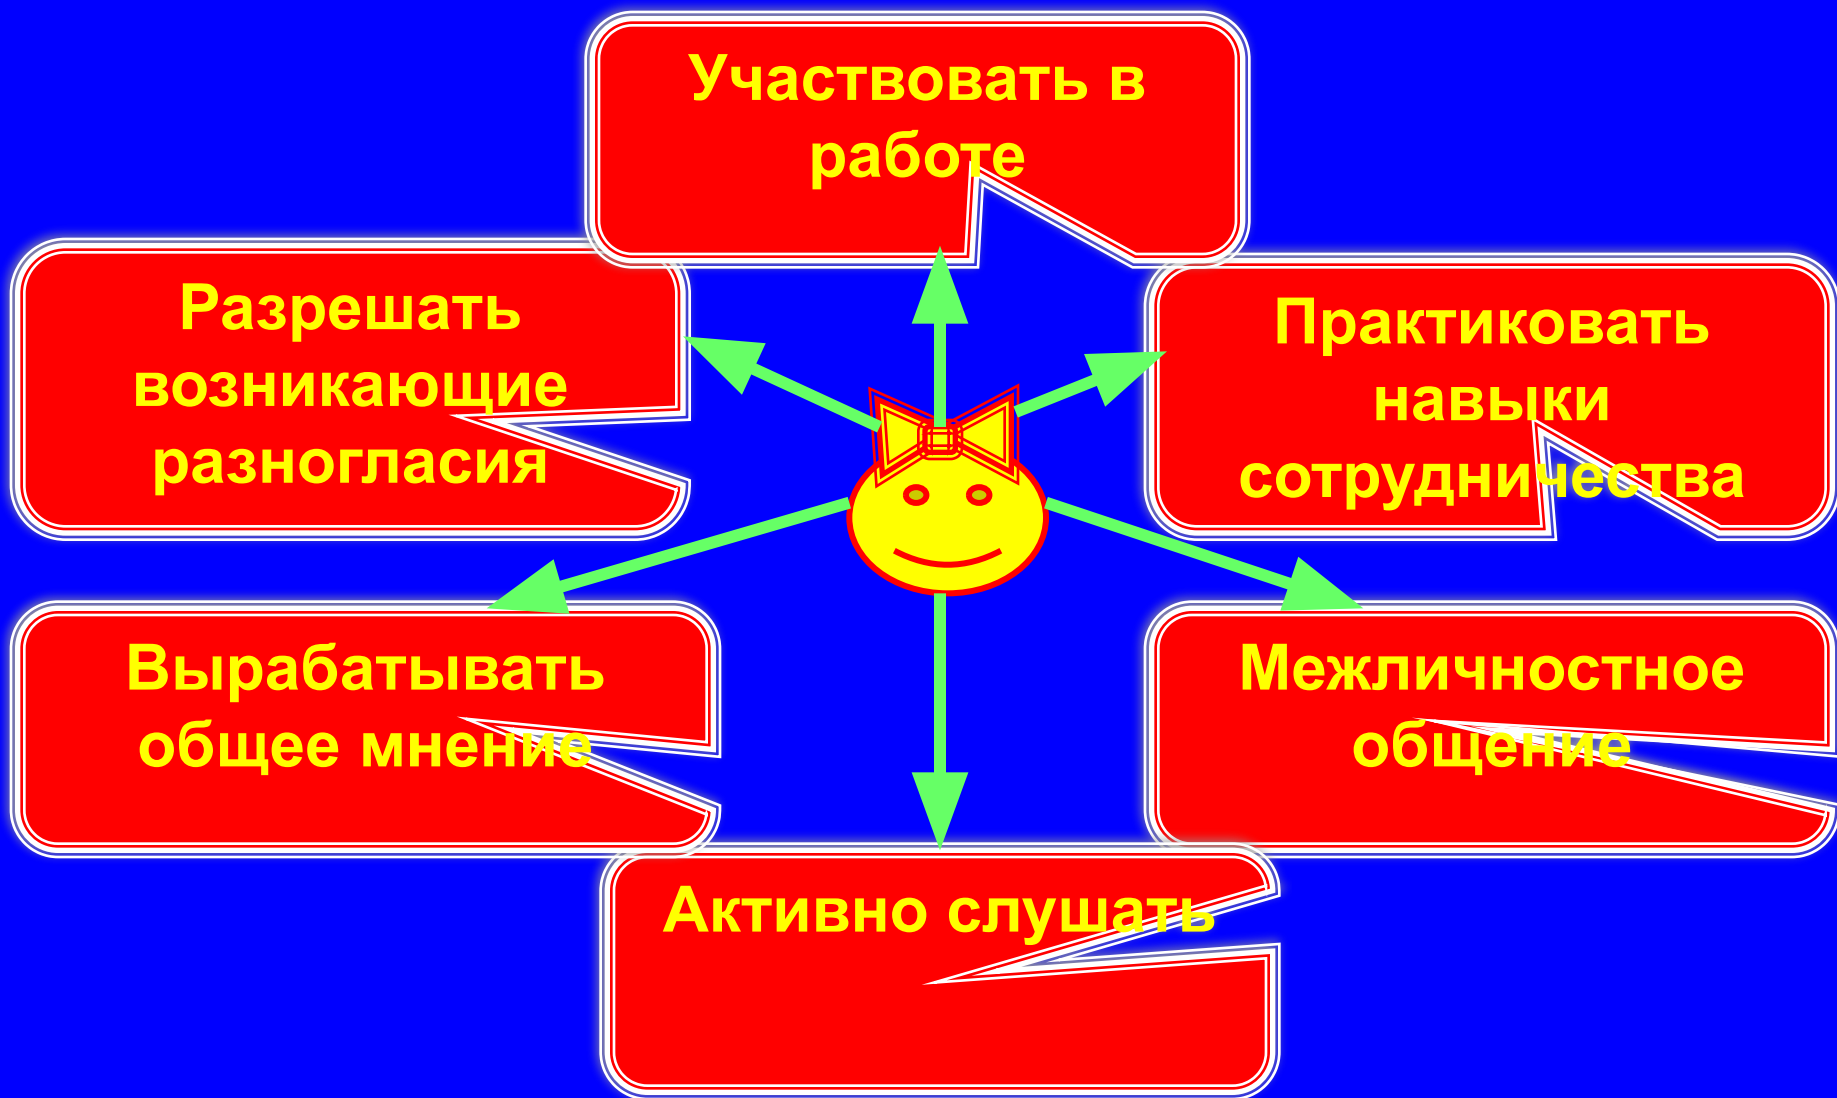 Участвовать в
работе
Разрешать
возникающие
разногласия
Практиковать
навыки
сотрудничества
Вырабатывать
общее мнение
Межличностное
общение
Активно слушать